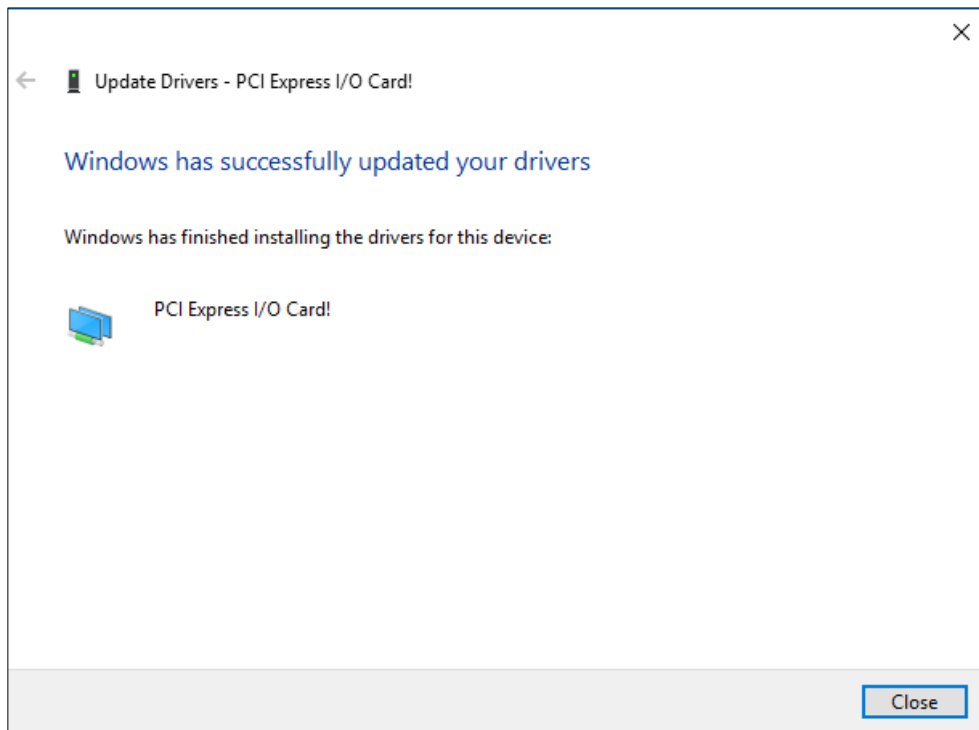 Update Drivers - PCI Express I/O Card!
Windows has successfully updated your drivers
Windows has finished installing the drivers for this device:
PCI Express I/O Card!
Close